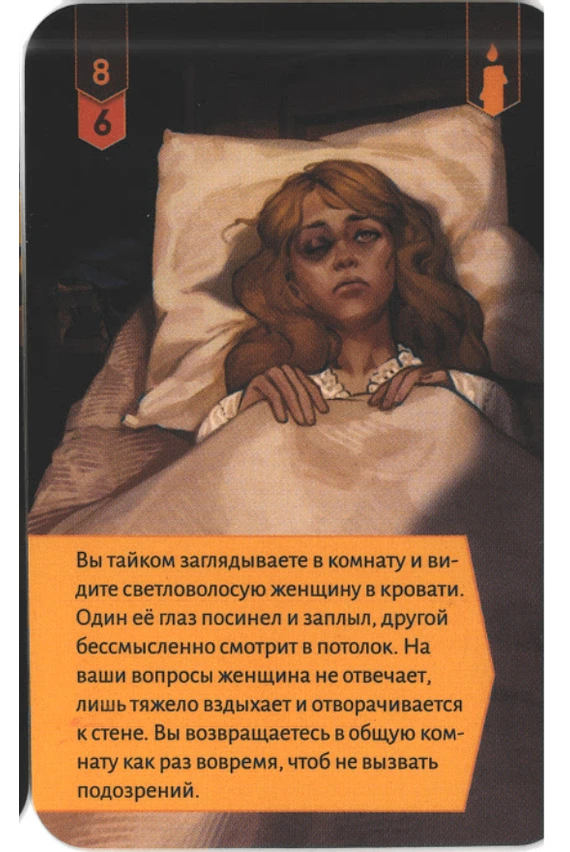 8
6
Вы тайком заглядываете в комнату и ви-
дите светловолосую женщину в кровати.
Один её глаз посинел и заплыл, другой
бессмысленно смотрит в потолок. На
ваши вопросы женщина не отвечает,
лишь тяжело вздыхает и отворачивается
к стене. Вы возвращаетесь в общую ком-
нату как раз вовремя, чтоб не вызвать
подозрений.